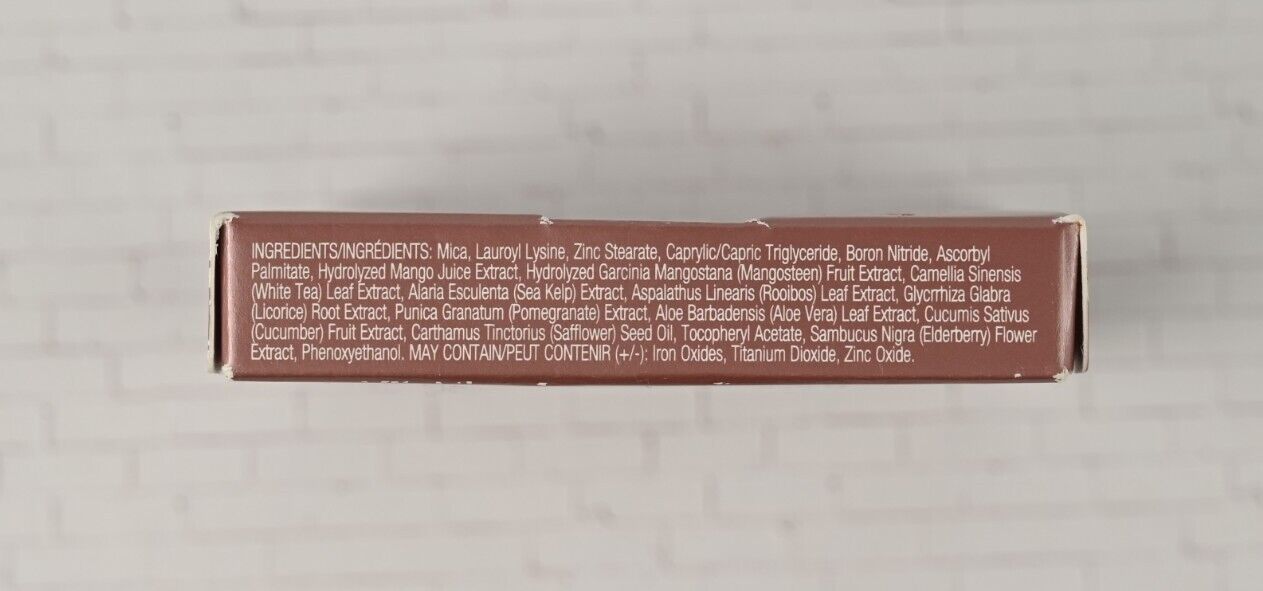 INGREDIENTS/INGRÉDIENTS: Mica, Lauroyl Lysine, Zinc Stearate, Caprylic/Capric Triglyceride, Boron Nitride, Ascorbyl
Palmitate, Hydrolyzed Mango Juice Extract, Hydrolyzed Garcinia Mangostana (Mangosteen) Fruit Extract, Camellia Sinensis
(White Tea) Leaf Extract, Alaria Esculenta (Sea Kelp) Extract, Aspalathus Linearis (Rooibos) Leaf Extract, Glycrrhiza Glabra
(Licorice) Root Extract, Punica Granatum (Pomegranate) Extract, Aloe Barbadensis (Aloe Vera) Leaf Extract, Cucumis Sativus
(Cucumber) Fruit Extract, Carthamus Tinctorius (Safflower) Seed Oil, Tocopheryl Acetate, Sambucus Nigra (Elderberry) Flower
Extract, Phenoxyethanol. MAY CONTAIN/PEUT CONTENIR (+/-): Iron Oxides, Titanium Dioxide, Zinc Oxide.